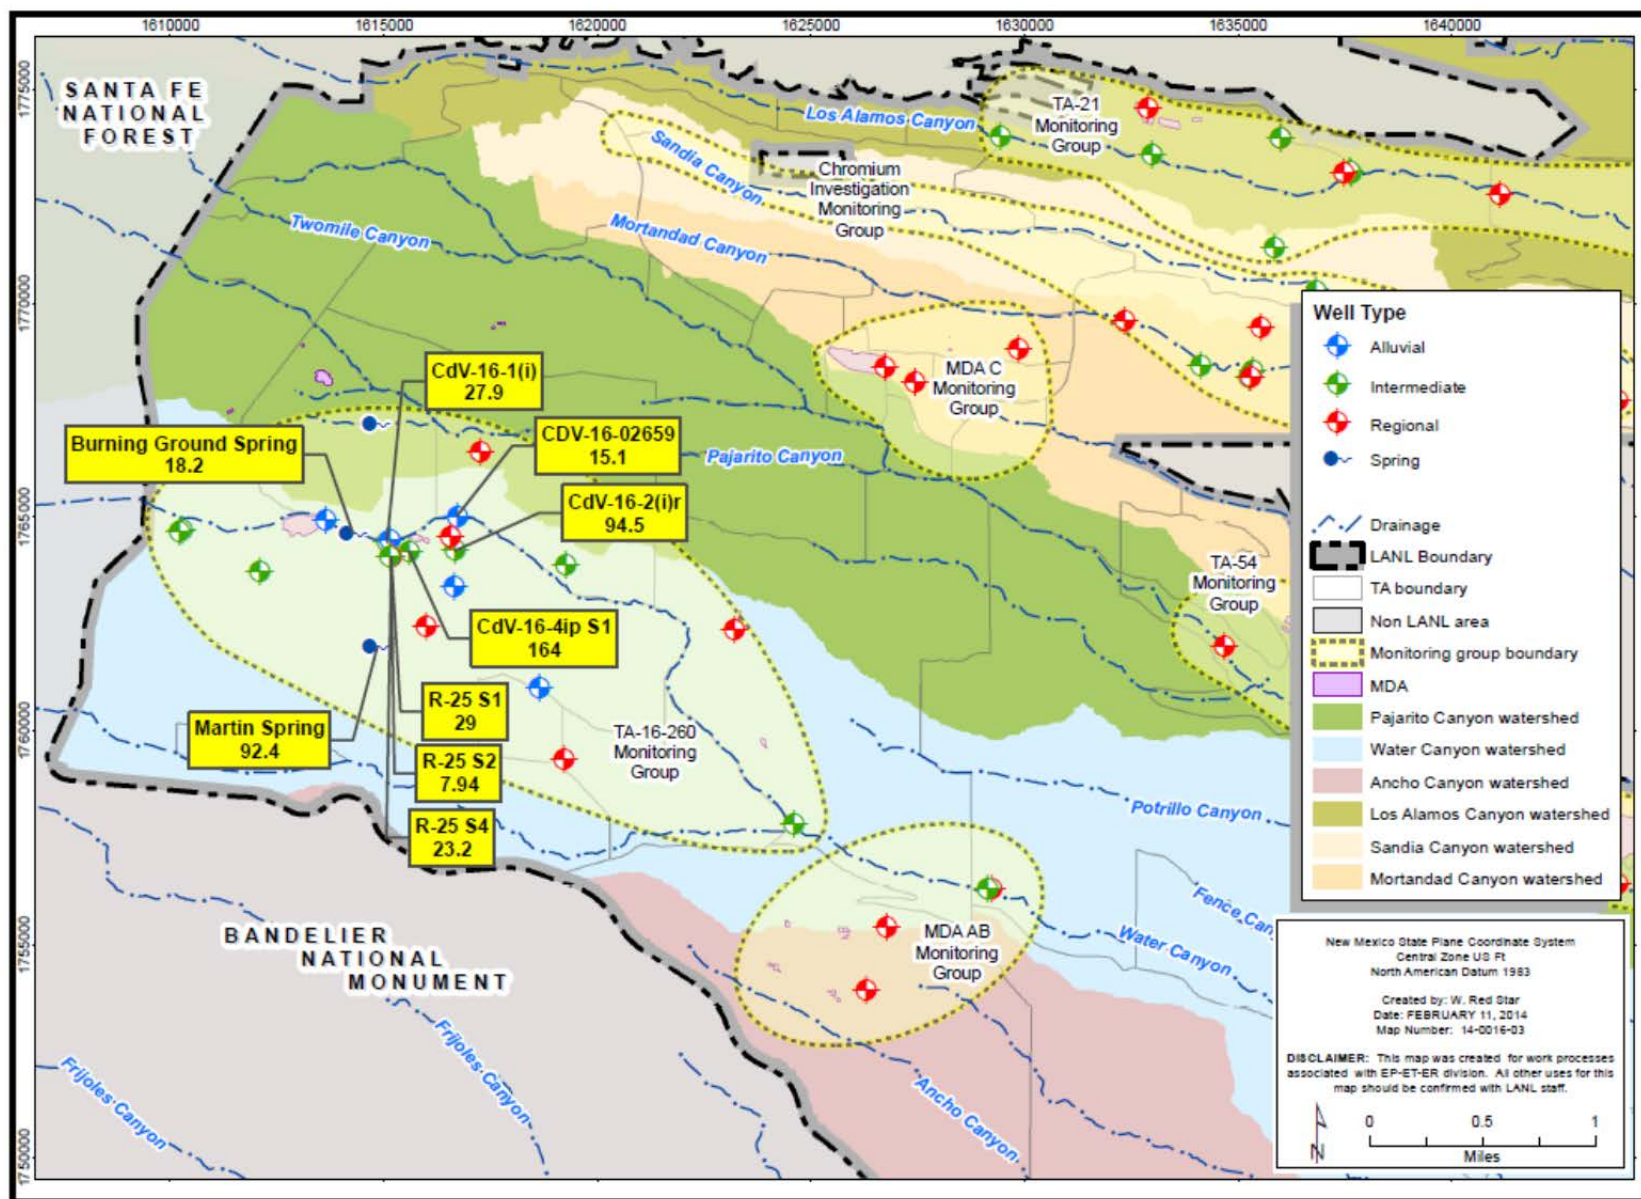 1610000
1615000
1620000
1625000
1630000
1635000
1640000
1775000
1770000
1765000
1760000
1755000
1750000
SANTA FE
NATIONAL
FOREST
Los Alamos Canyon
TA-21
Monitoring
Group
Sandia Canyon
Chromium
Investigation
Monitoring
Group
Twomile Canyon
Mortandad Canyon
MDA C
Monitoring
Group
CdV-16-1(i)
27.9
Burning Ground Spring
18.2
CDV-16-02659
15.1
Pajarito Canyon
CdV-16-2(i)r
94.5
TA-54
Monitoring
Group
CdV-16-4ip S1
164
R-25 S1
29
Martin Spring
92.4
R-25 S2
7.94
R-25 S4
23.2
TA-16-260
Monitoring
Group
Potrillo Canyon
Fence Can
Water Canyon
MDA AB
Monitoring
Group
BANDELIER
NATIONAL
MONUMENT
Frijoles Canyon
Frijoles Canyon
Ancho Canyon
Well Type
Alluvial
Intermediate
Regional
Spring
Drainage
LANL Boundary
TA boundary
Non LANL area
Monitoring group boundary
MDA
Pajarito Canyon watershed
Water Canyon watershed
Ancho Canyon watershed
Los Alamos Canyon watershed
Sandia Canyon watershed
Mortandad Canyon watershed
New Mexico State Plane Coordinate System
Central Zone US Ft
North American Datum 1983
Created by: W. Red Star
Date: FEBRUARY 11, 2014
Map Number: 14-0016-03
DISCLAIMER: This map was created for work processes
associated with EP-ET-ER division. All other uses for this
map should be confirmed with LANL staff.
N
0 0.5 1
Miles